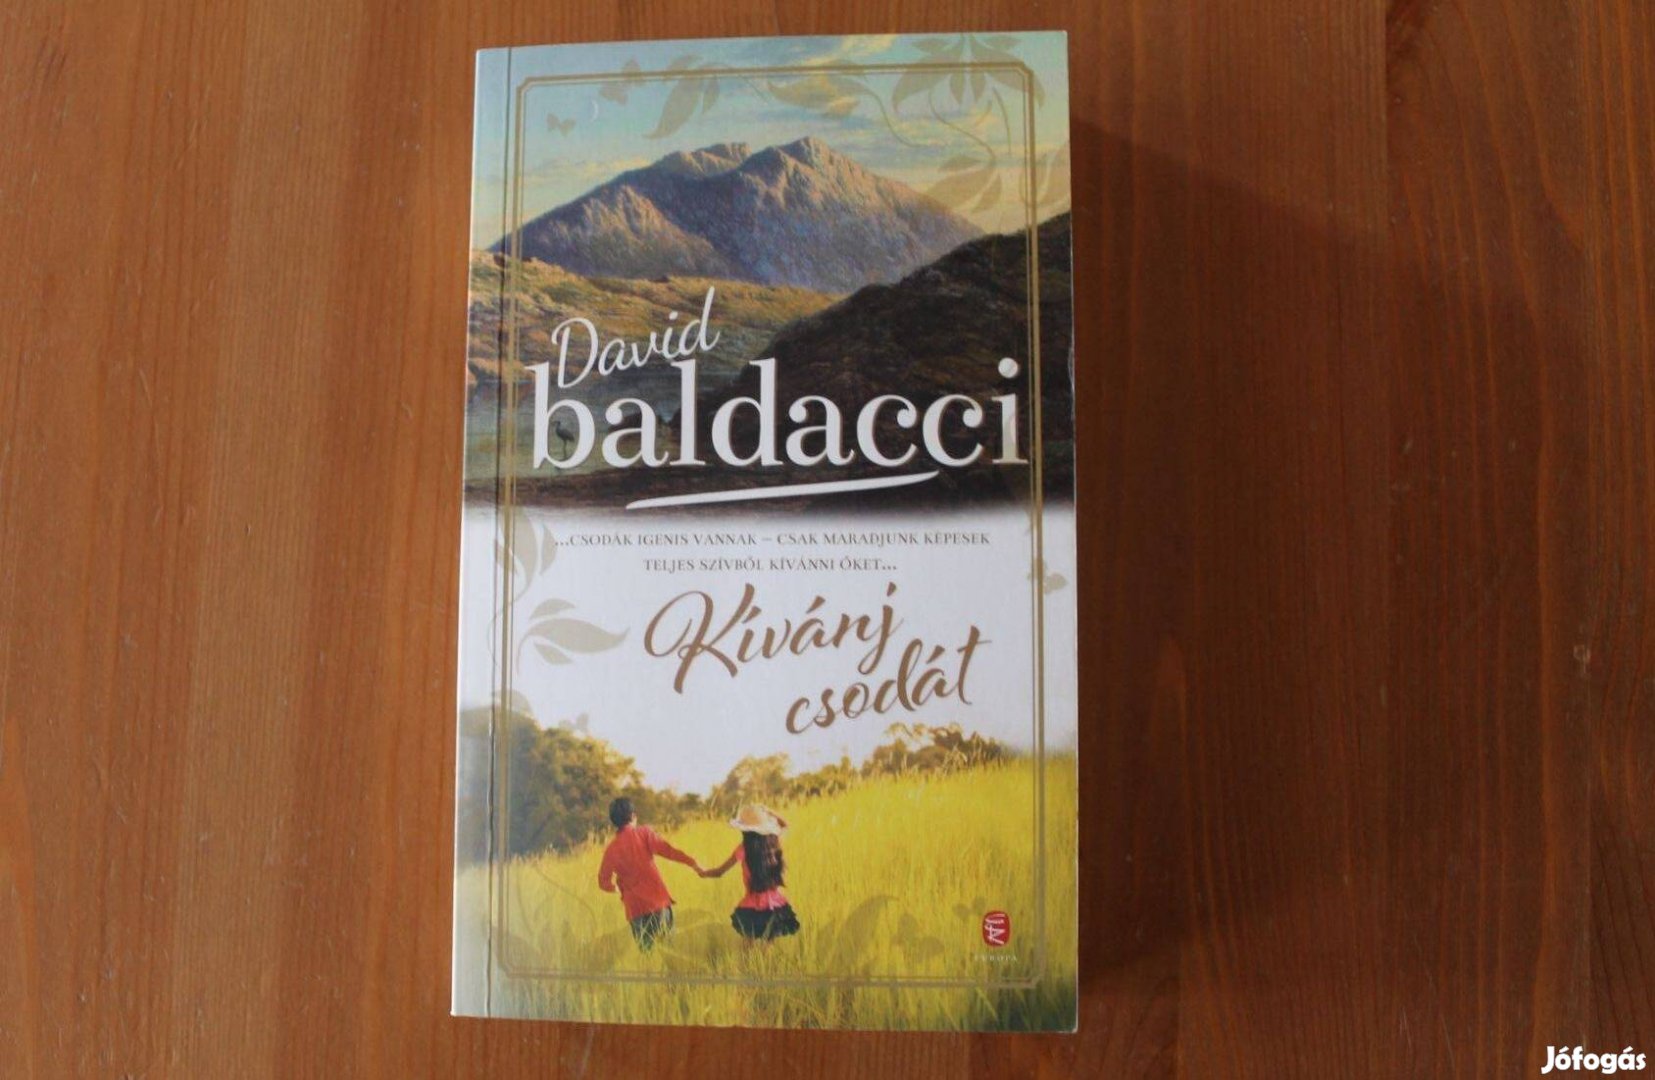 David
baldacci
...CSODÁK IGENIS VANNAK – CSAK MARADJUNK KÉPESEK
TELJES SZÍVBŐL KÍVÁNNI ŐKET...
Kívánj
csodát
EURÓPA
Jófogás